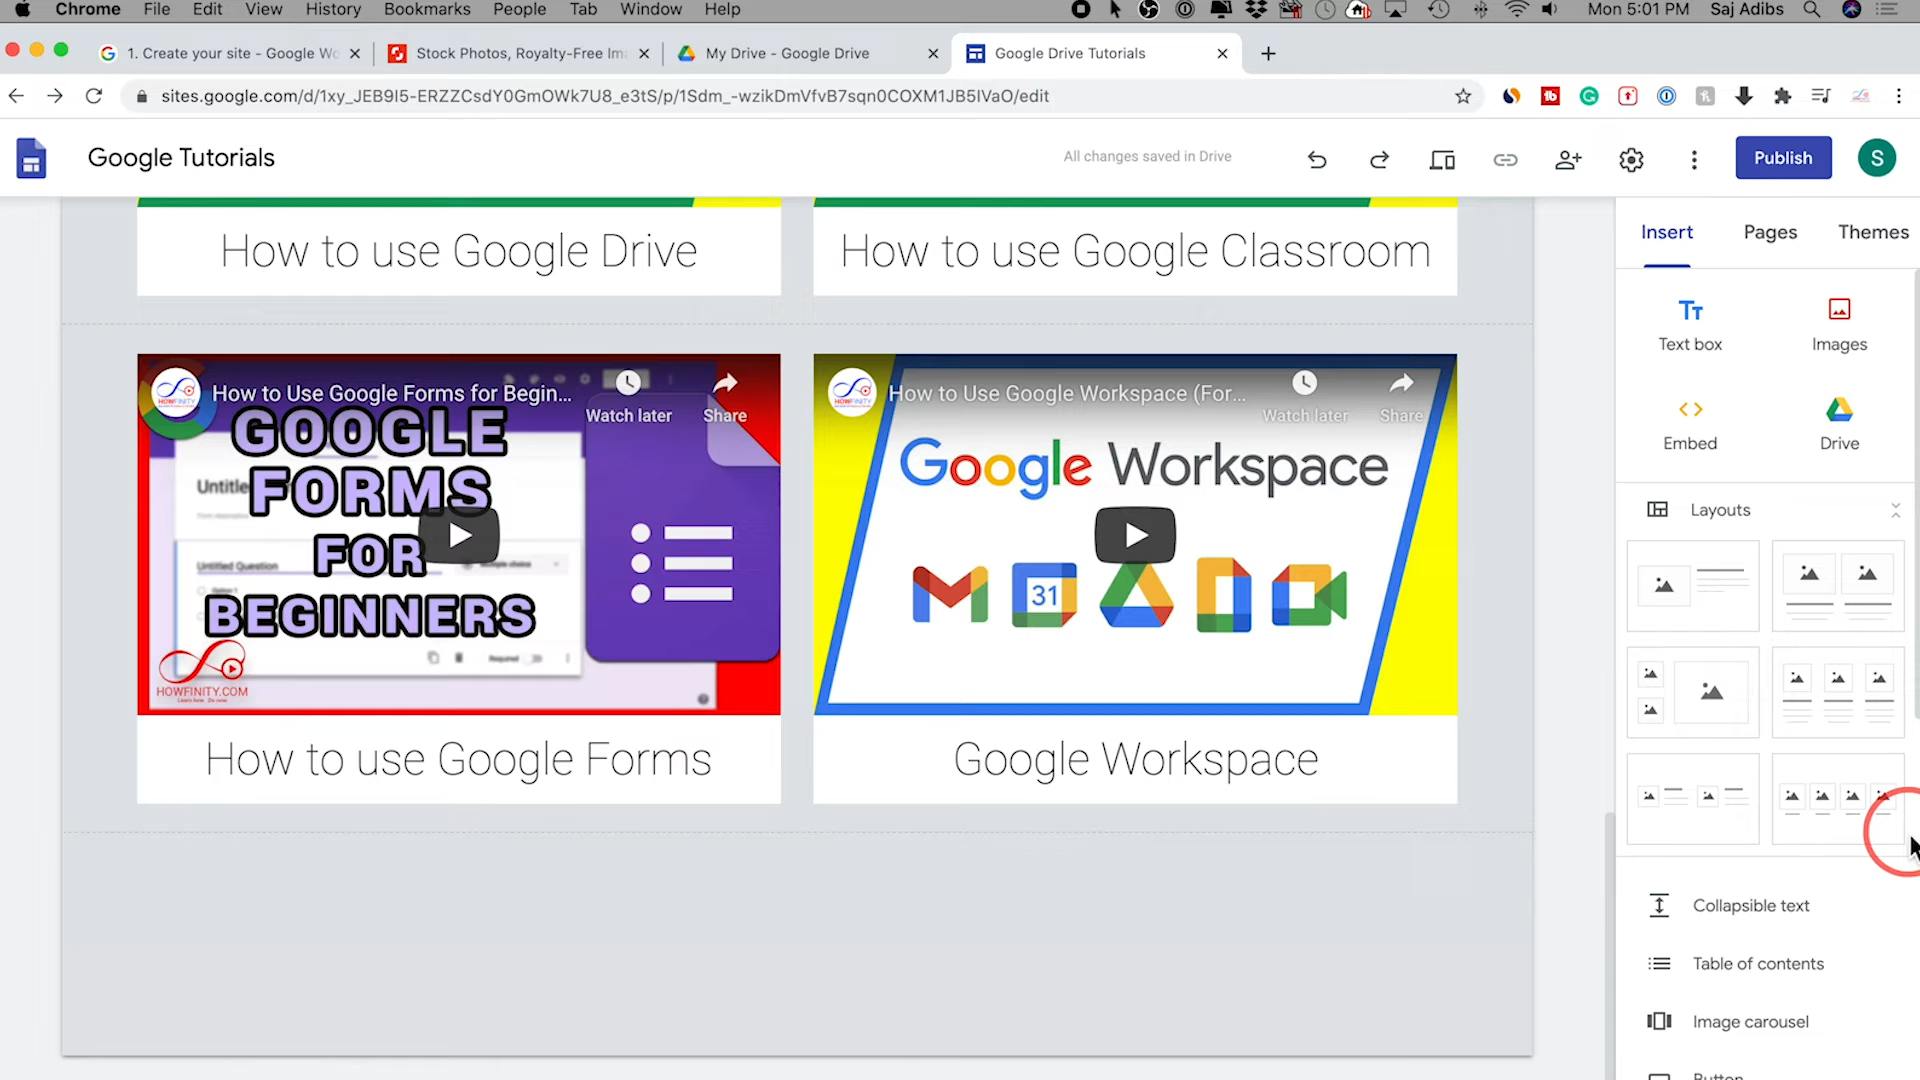 Chrome File Edit View History Bookmarks People Tab Window Help Mon 5:01 PM Saj Adibs
1. Create your site - Google Wo Stock Photos, Royalty-Free Im My Drive - Google Drive Google Drive Tutorials
sites.google.com/d/1xy_JEB9I5-ERZZCsdY0GmOWk7U8_e3tS/p/1Sdm_-wzikDmVfvB7sqn0COXM1JB5IVaO/edit
Google Tutorials All changes saved in Drive Publish S
Insert Pages Themes
How to use Google Drive How to use Google Classroom
Text box Images
Embed Drive
How to Use Google Forms for Begin... Watch later Share
GOOGLE
FORMS
FOR
BEGINNERS
Untitled Question
Required
HOWFINITY.COM
How to Use Google Workspace (For... Watch later Share
Google Workspace
31
Layouts
How to use Google Forms Google Workspace
Collapsible text
Table of contents
Image carousel
Button